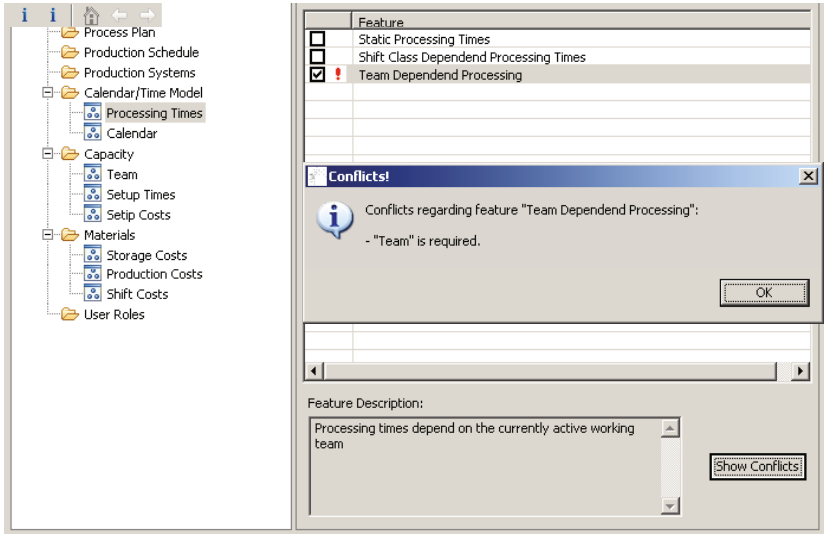 Process Plan
Production Schedule
Production Systems
Calendar/Time Model
Processing Times
Calendar
Capacity
Team
Setup Times
Setip Costs
Materials
Storage Costs
Production Costs
Shift Costs
User Roles
Feature
Static Processing Times
Shift Class Dependend Processing Times
Team Dependend Processing
Conflicts!
Conflicts regarding feature "Team Dependend Processing":
- "Team" is required.
OK
Feature Description:
Processing times depend on the currently active working
team
Show Conflicts